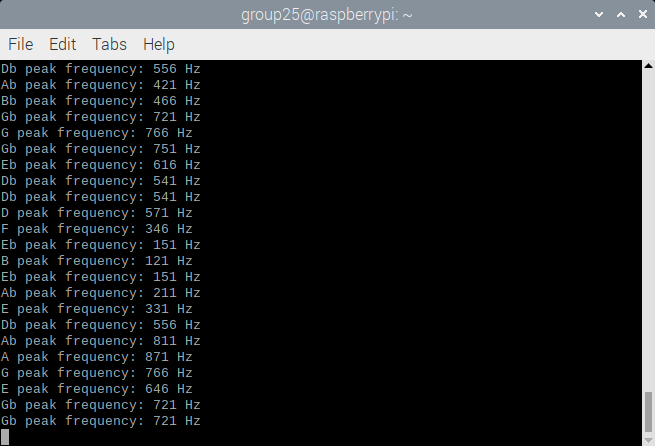 group25@raspberrypi: ~
File Edit Tabs Help
Db peak frequency: 556 Hz
Ab peak frequency: 421 Hz
Bb peak frequency: 466 Hz
Gb peak frequency: 721 Hz
G peak frequency: 766 Hz
Gb peak frequency: 751 Hz
Eb peak frequency: 616 Hz
Db peak frequency: 541 Hz
Db peak frequency: 541 Hz
D peak frequency: 571 Hz
F peak frequency: 346 Hz
Eb peak frequency: 151 Hz
B peak frequency: 121 Hz
Eb peak frequency: 151 Hz
Ab peak frequency: 211 Hz
E peak frequency: 331 Hz
Db peak frequency: 556 Hz
Ab peak frequency: 811 Hz
A peak frequency: 871 Hz
G peak frequency: 766 Hz
E peak frequency: 646 Hz
Gb peak frequency: 721 Hz
Gb peak frequency: 721 Hz